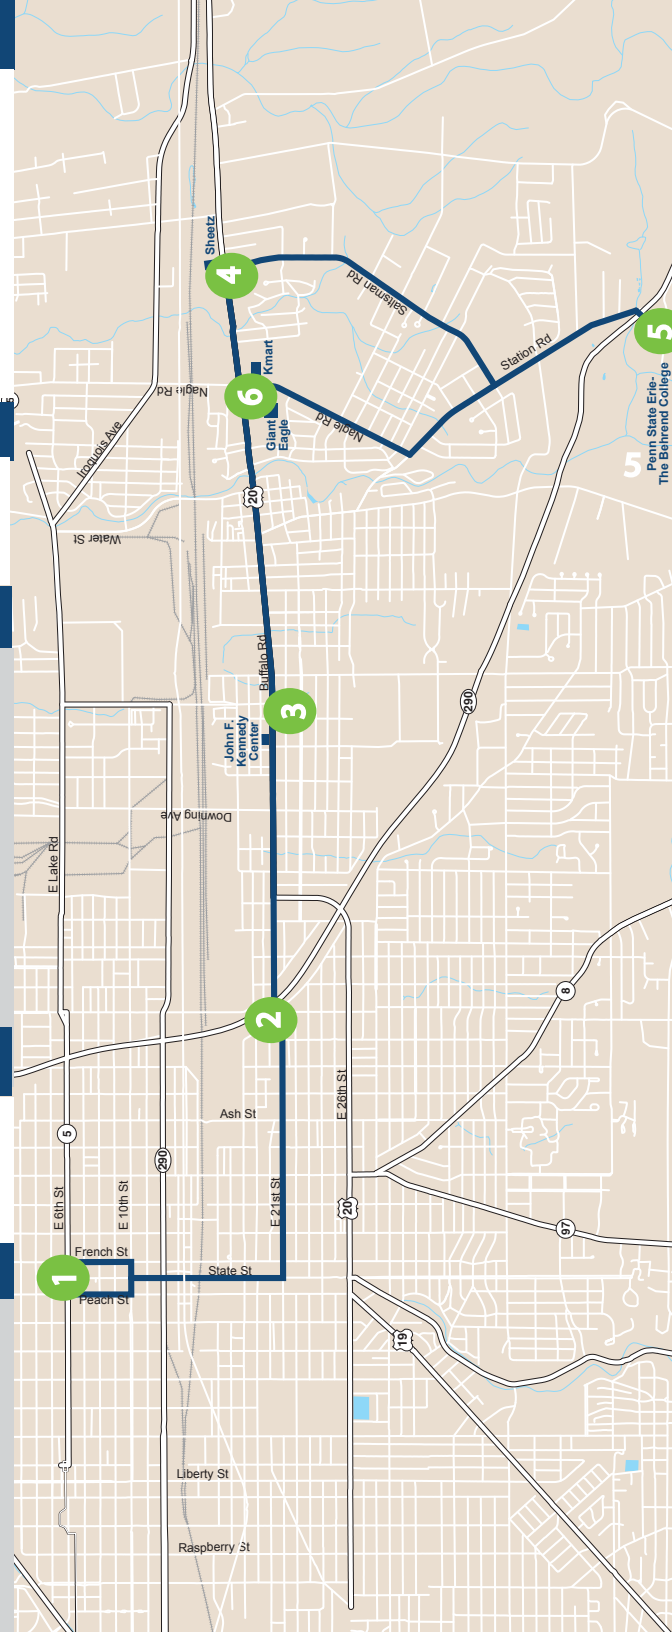 Sheetz
4
Saltsman Rd
Station Rd
5
Penn State Erie-
The Behrend College
5
Kmart
6
Giant
Eagle
Nagle Rd
Nagle Rd
Iroquois Ave
20
Water St
Buffalo Rd
3
John F.
Kennedy
Center
290
Downing Ave
E Lake Rd
8
2
Ash St
E 26th St
5
290
E 6th St
E 10th St
E 21st St
20
97
French St
State St
1
Peach St
19
Liberty St
Raspberry St